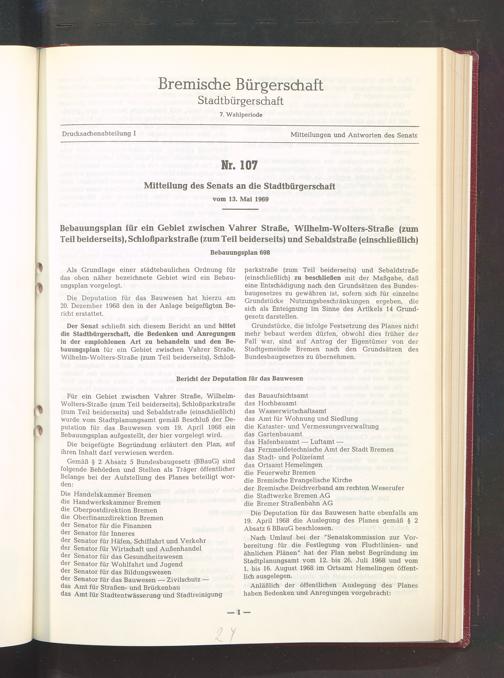 Bremische Bürgerschaft
Stadtbürgerschaft
7. Wahlperiode
Drucksachenabteilung I
Mitteilungen und Antworten des Senats
Nr. 107
Mitteilung des Senats an die Stadtbürgerschaft
vom 13. Mai 1969
Bebauungsplan für ein Gebiet zwischen Vahrer Straße, Wilhelm-Wolters-Straße (zum
Teil beiderseits), Schloßparkstraße (zum Teil beiderseits) und Sebaldstraße (einschließlich)
Bebauungsplan 698
Als Grundlage einer städtebaulichen Ordnung für
das oben näher bezeichnete Gebiet wird ein Bebau-
ungsplan vorgelegt.
Die Deputation für das Bauwesen hat hierzu am
20. Dezember 1968 den in der Anlage beigefügten Be-
richt erstattet.
Der Senat schließt sich diesem Bericht an und bittet
die Stadtbürgerschaft, die Bedenken und Anregungen
in der empfohlenen Art zu behandeln und den Be-
bauungsplan für ein Gebiet zwischen Vahrer Straße,
Wilhelm-Wolters-Straße (zum Teil beiderseits), Schloß-
parkstraße (zum Teil beiderseits) und Sebaldstraße
(einschließlich) zu beschließen mit der Maßgabe, daß
eine Entschädigung nach den Grundsätzen des Bundes-
baugesetzes zu gewähren ist, sofern sich für einzelne
Grundstücke Nutzungsbeschränkungen ergeben, die
sich als Enteignung im Sinne des Artikels 14 Grund-
gesetz darstellen.
Grundstücke, die infolge Festsetzung des Planes nicht
mehr bebaut werden dürfen, obwohl dies früher der
Fall war, sind auf Antrag der Eigentümer von der
Stadtgemeinde Bremen nach den Grundsätzen des
Bundesbaugesetzes zu übernehmen.
Bericht der Deputation für das Bauwesen
Für ein Gebiet zwischen Vahrer Straße, Wilhelm-
Wolters-Straße (zum Teil beiderseits), Schloßparkstraße
(zum Teil beiderseits) und Sebaldstraße (einschließlich)
wurde vom Stadtplanungsamt gemäß Beschluß der De-
putation für das Bauwesen vom 19. April 1968 ein
Bebauungsplan aufgestellt, der hier vorgelegt wird.
Die beigefügte Begründung erläutert den Plan, auf
ihren Inhalt darf verwiesen werden.
Gemäß § 2 Absatz 5 Bundesbaugesetz (BBauG) sind
folgende Behörden und Stellen als Träger öffentlicher
Belange bei der Aufstellung des Planes beteiligt wor-
den:
Die Handelskammer Bremen
die Handwerkskammer Bremen
die Oberpostdirektion Bremen
die Oberfinanzdirektion Bremen
der Senator für die Finanzen
der Senator für Inneres
der Senator für Häfen, Schiffahrt und Verkehr
der Senator für Wirtschaft und Außenhandel
der Senator für das Gesundheitswesen
der Senator für Wohlfahrt und Jugend
der Senator für das Bildungswesen
der Senator für das Bauwesen — Zivilschutz —
das Amt für Straßen- und Brückenbau
das Amt für Stadtentwässerung und Stadtreinigung
das Bauaufsichtsamt
das Hochbauamt
das Wasserwirtschaftsamt
das Amt für Wohnung und Siedlung
die Kataster- und Vermessungsverwaltung
das Gartenbauamt
das Hafenbauamt — Luftamt —
das Fernmeldetechnische Amt der Stadt Bremen
das Stadt- und Polizeiamt
das Ortsamt Hemelingen
die Feuerwehr Bremen
die Bremische Evangelische Kirche
der Bremische Deichverband am rechten Weserufer
die Stadtwerke Bremen AG
die Bremer Straßenbahn AG
Die Deputation für das Bauwesen hatte ebenfalls am
19. April 1968 die Auslegung des Planes gemäß § 2
Absatz 6 BBauG beschlossen.
Nach Umlauf bei der "Senatskommission zur Vor-
bereitung für die Festlegung von Fluchtlinien- und
ähnlichen Plänen" hat der Plan nebst Begründung im
Stadtplanungsamt vom 12. bis 26. Juli 1968 und vom
1. bis 16. August 1968 im Ortsamt Hemelingen öffent-
lich ausgelegen.
Anläßlich der öffentlichen Auslegung des Planes
haben Bedenken und Anregungen vorgebracht:
— 1 —
24